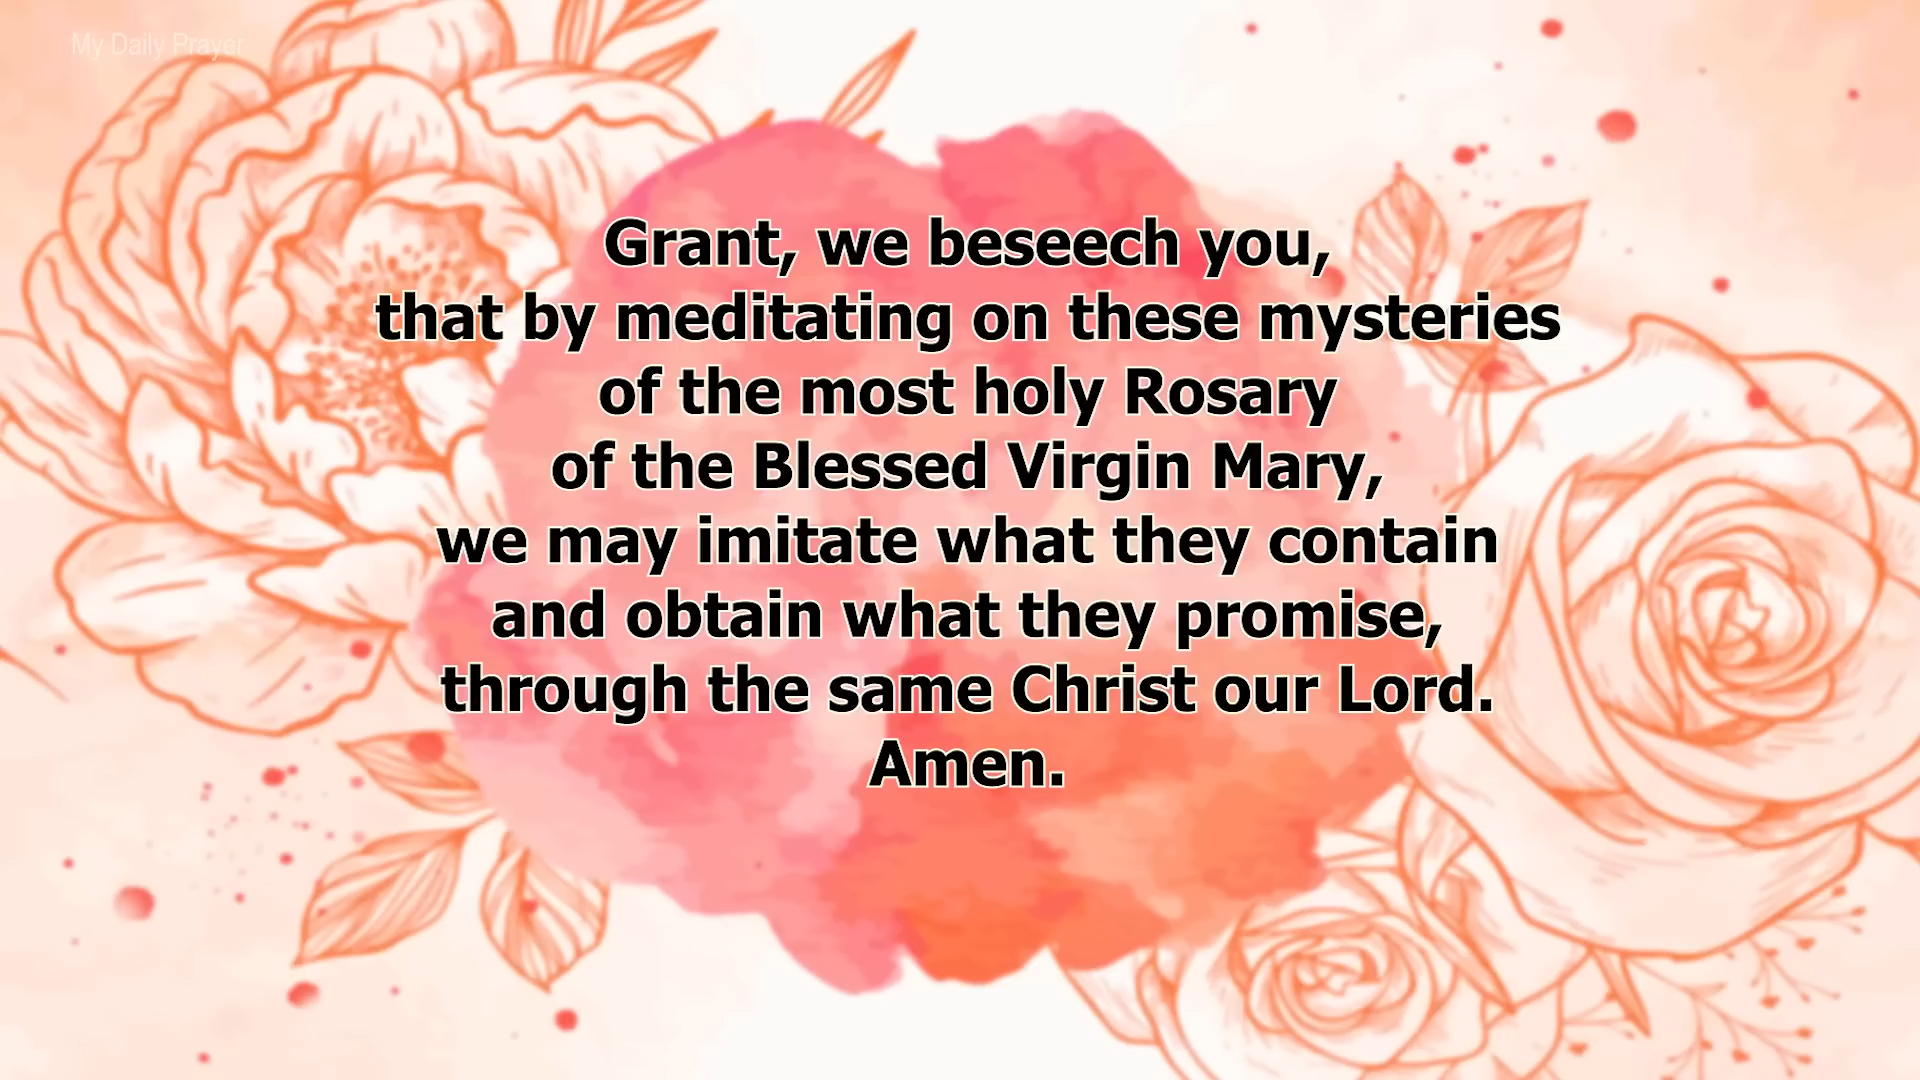 My Daily Prayer
Grant, we beseech you,
that by meditating on these mysteries
of the most holy Rosary
of the Blessed Virgin Mary,
we may imitate what they contain
and obtain what they promise,
through the same Christ our Lord.
Amen.